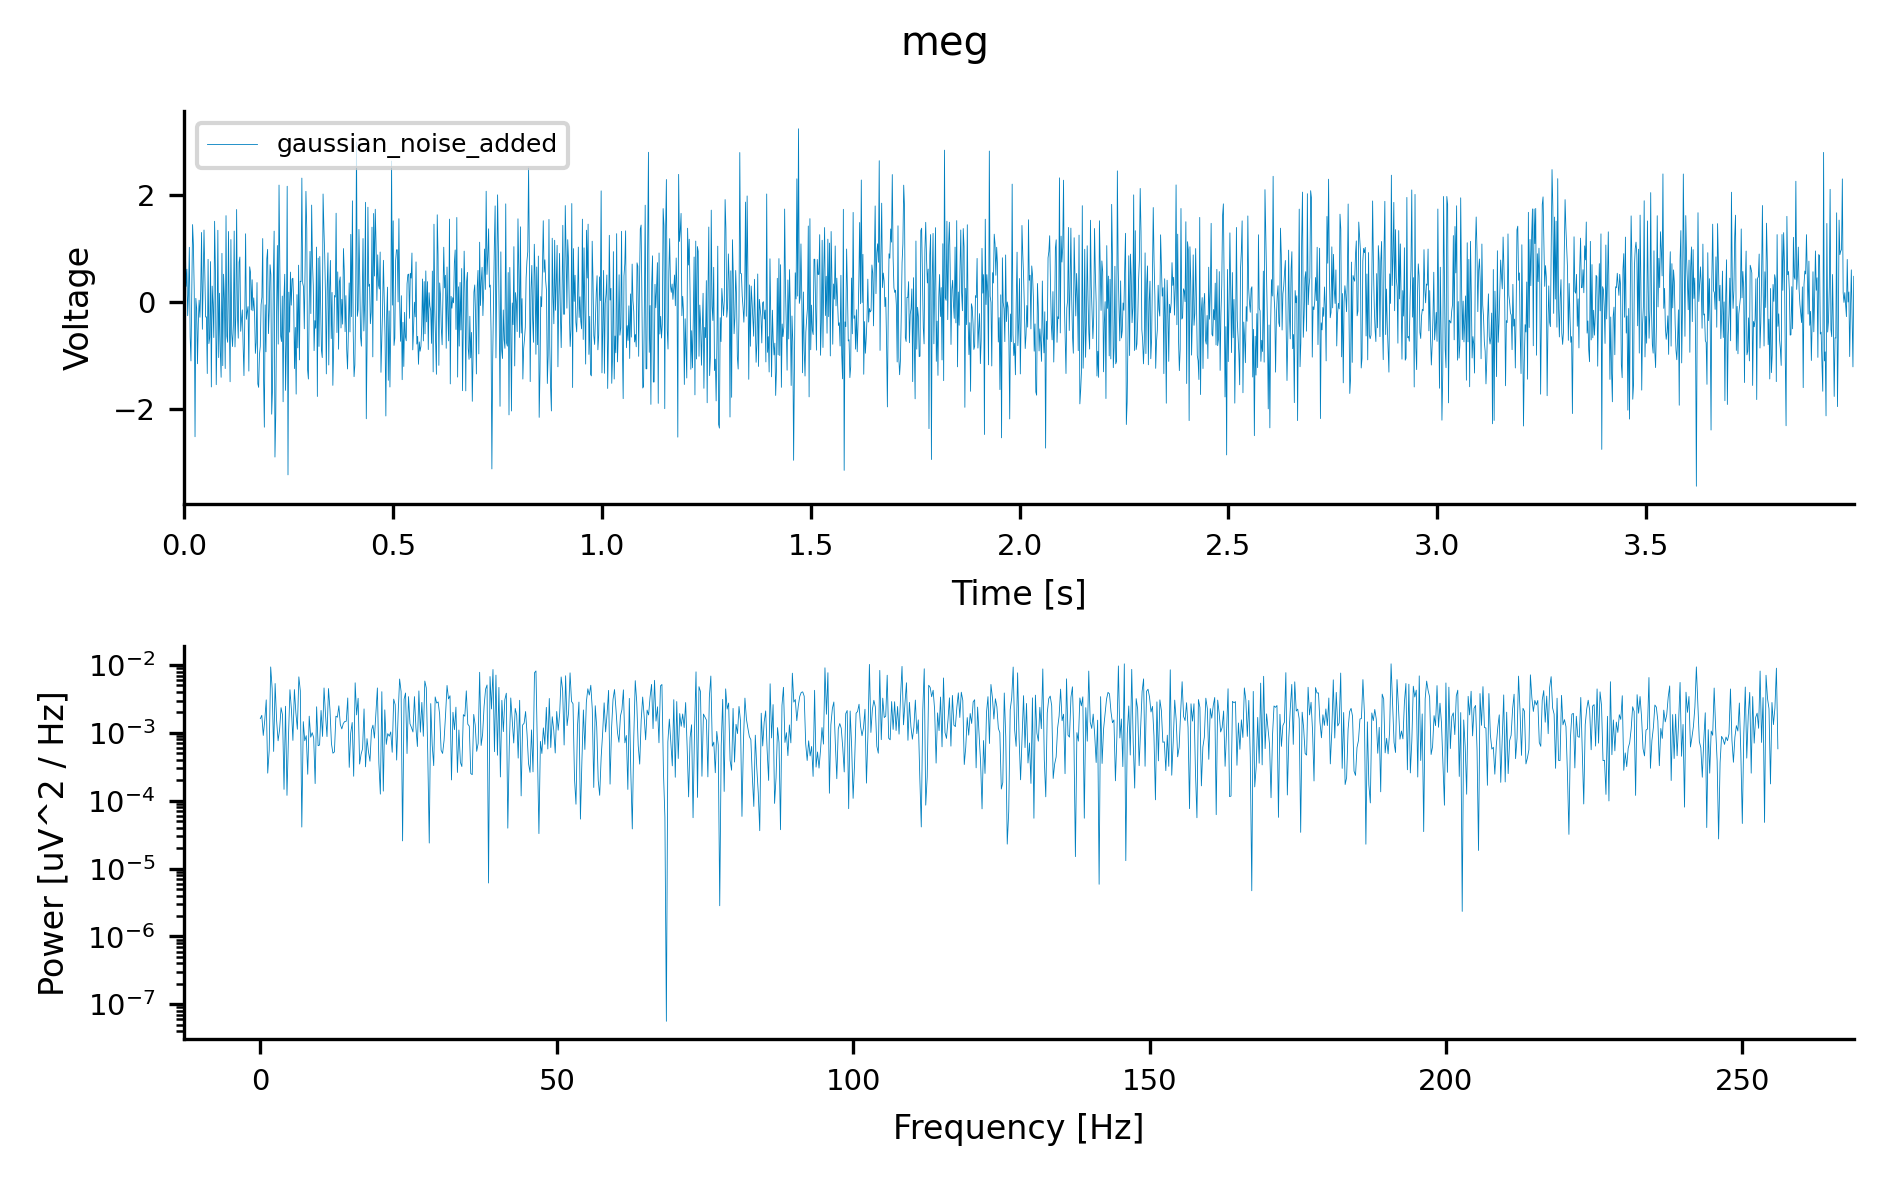 meg
gaussian_noise_added
Voltage
2
0
−2
0.0 0.5 1.0 1.5 2.0 2.5 3.0 3.5
Time [s]
Power [uV^2 / Hz]
10⁻²
10⁻³
10⁻⁴
10⁻⁵
10⁻⁶
10⁻⁷
0 50 100 150 200 250
Frequency [Hz]